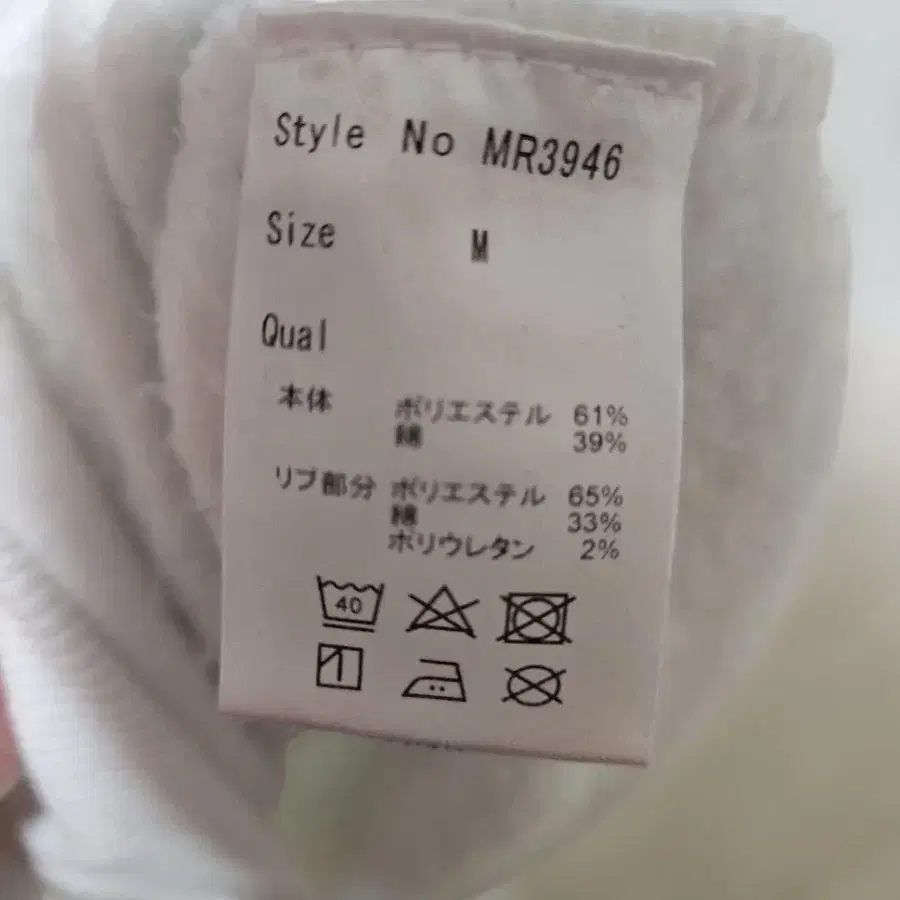 Style No MR3946
Size M
Qual
本体 ポリエステル 61%
綿 39%
リブ部分 ポリエステル 65%
綿 33%
ポリウレタン 2%
40